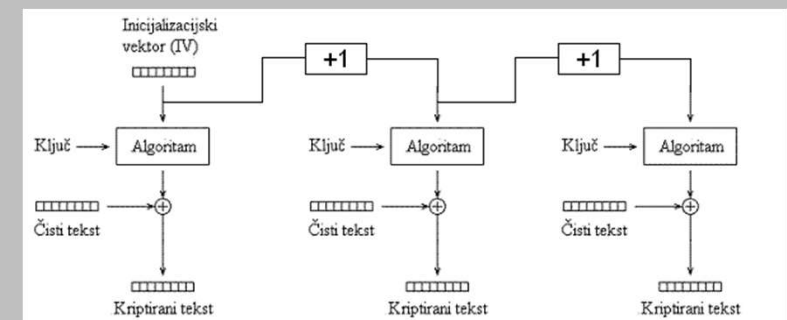 Inicijalizacijski
vektor (IV)
+1
+1
Ključ
Algoritam
Ključ
Algoritam
Ključ
Algoritam
Čisti tekst
Čisti tekst
Čisti tekst
Kriptirani tekst
Kriptirani tekst
Kriptirani tekst